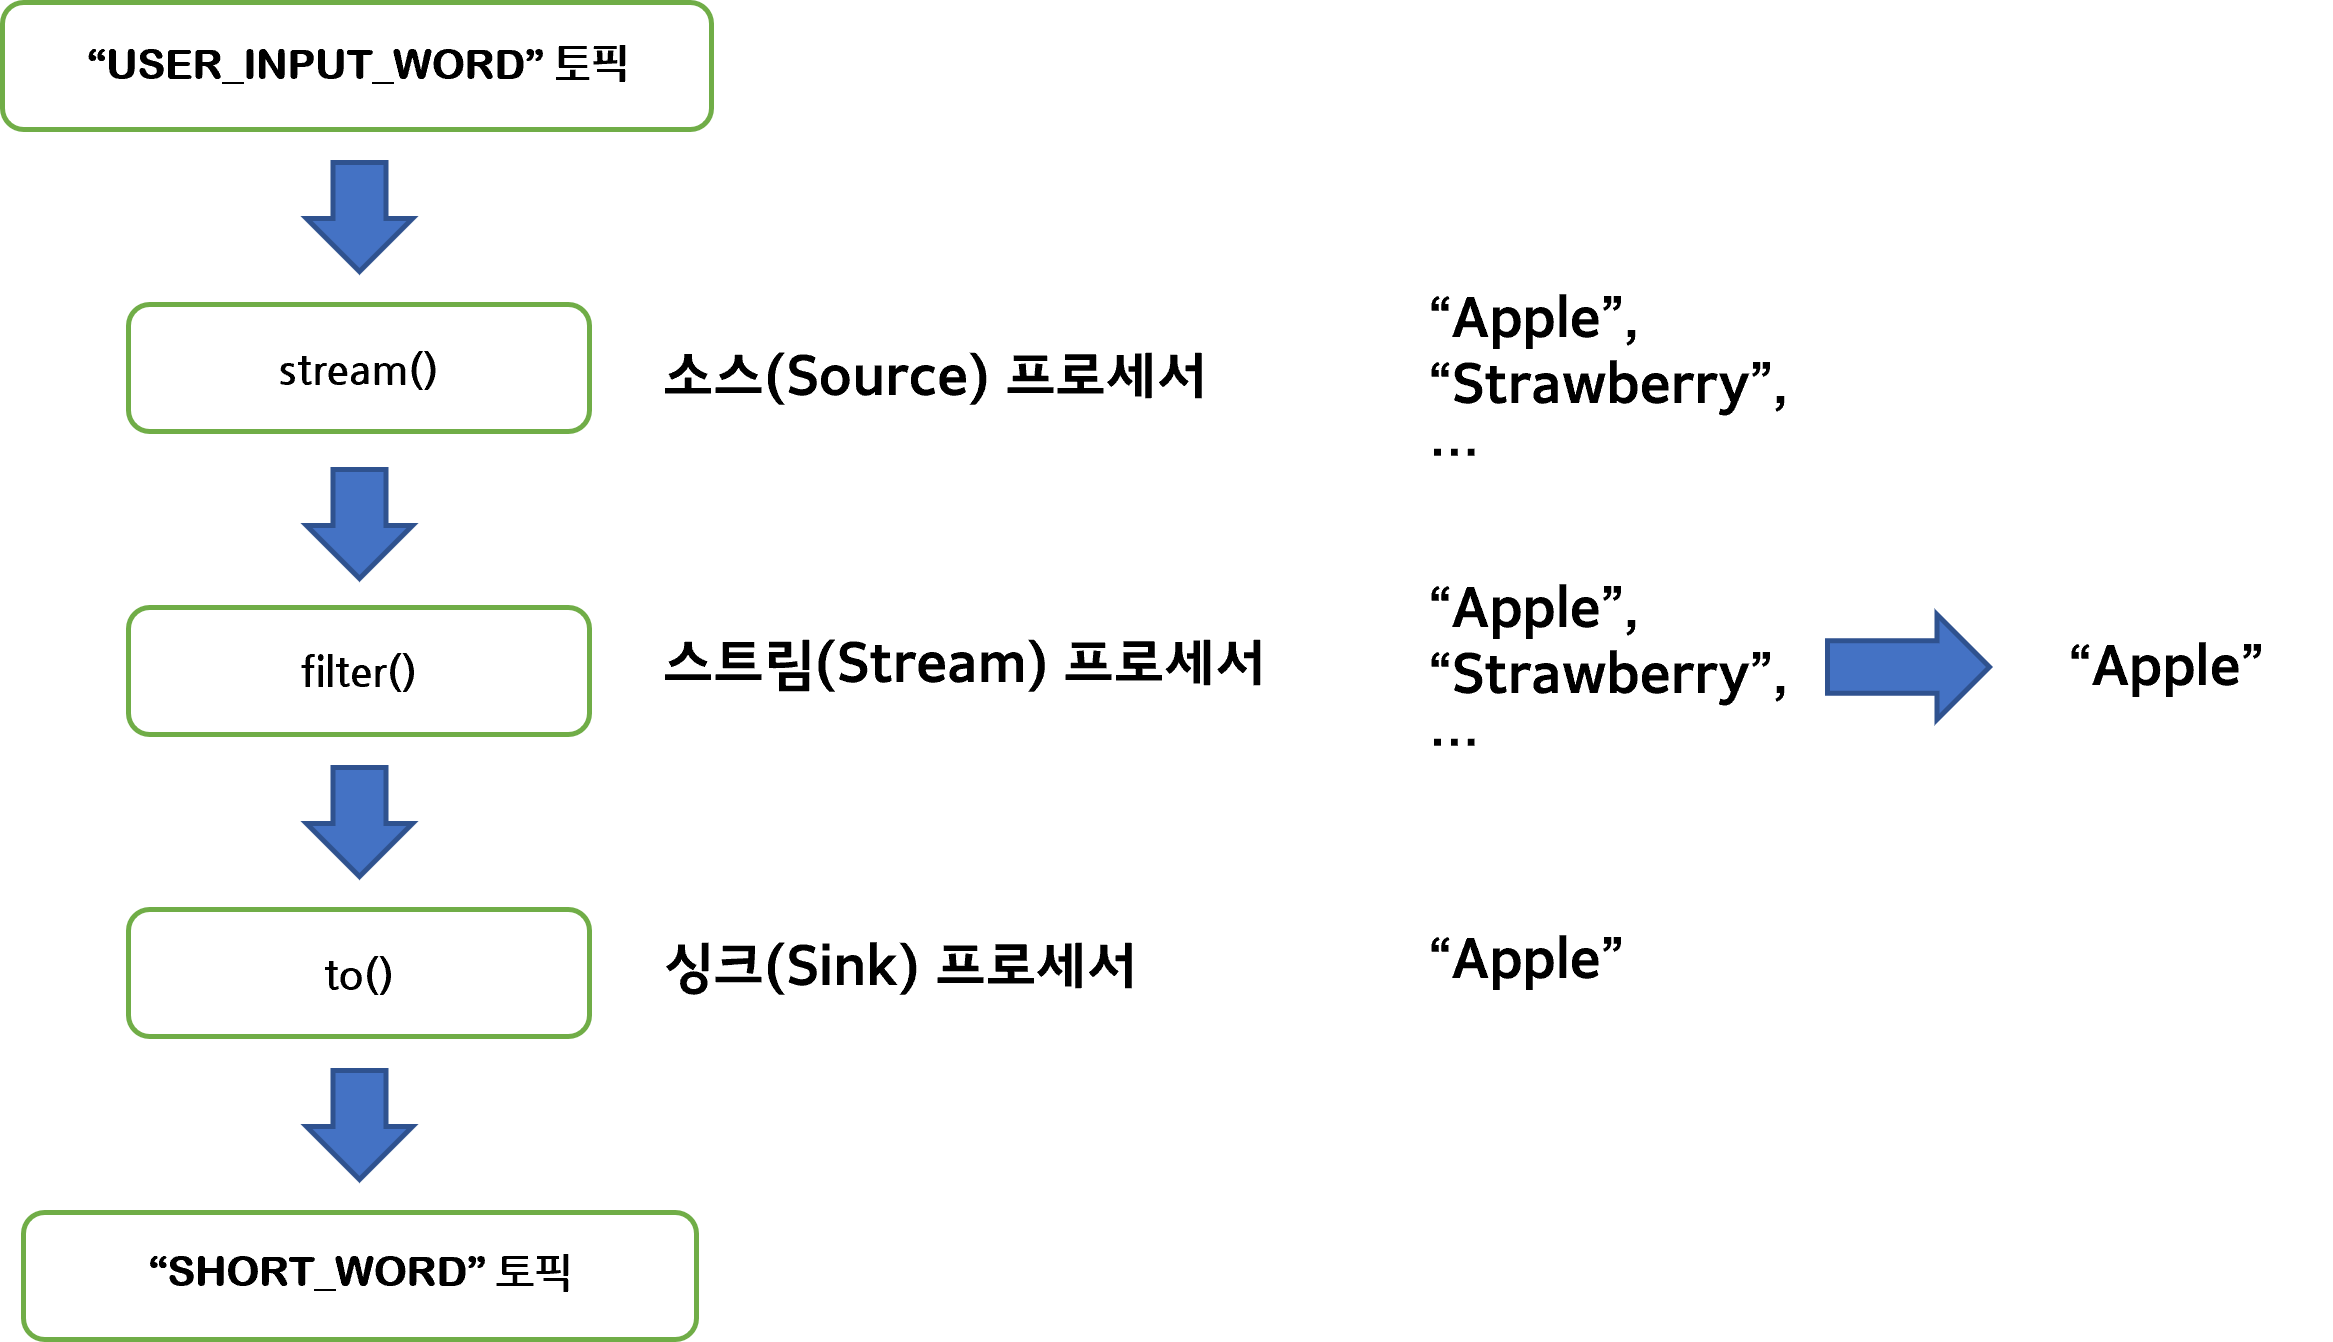 “USER_INPUT_WORD” 토픽
stream()
소스(Source) 프로세서
“Apple”,
“Strawberry”,
…
filter()
스트림(Stream) 프로세서
“Apple”,
“Strawberry”,
…
“Apple”
to()
싱크(Sink) 프로세서
“Apple”
“SHORT_WORD” 토픽